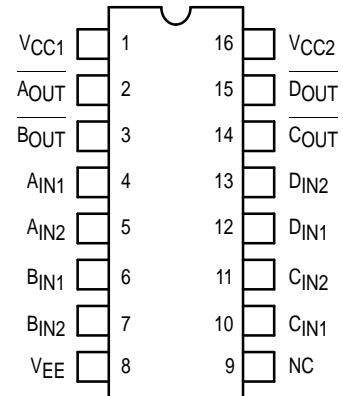 VCC1 1 16 VCC2
AOUT 2 15 DOUT
BOUT 3 14 COUT
AIN1 4 13 DIN2
AIN2 5 12 DIN1
BIN1 6 11 CIN2
BIN2 7 10 CIN1
VEE 8 9 NC